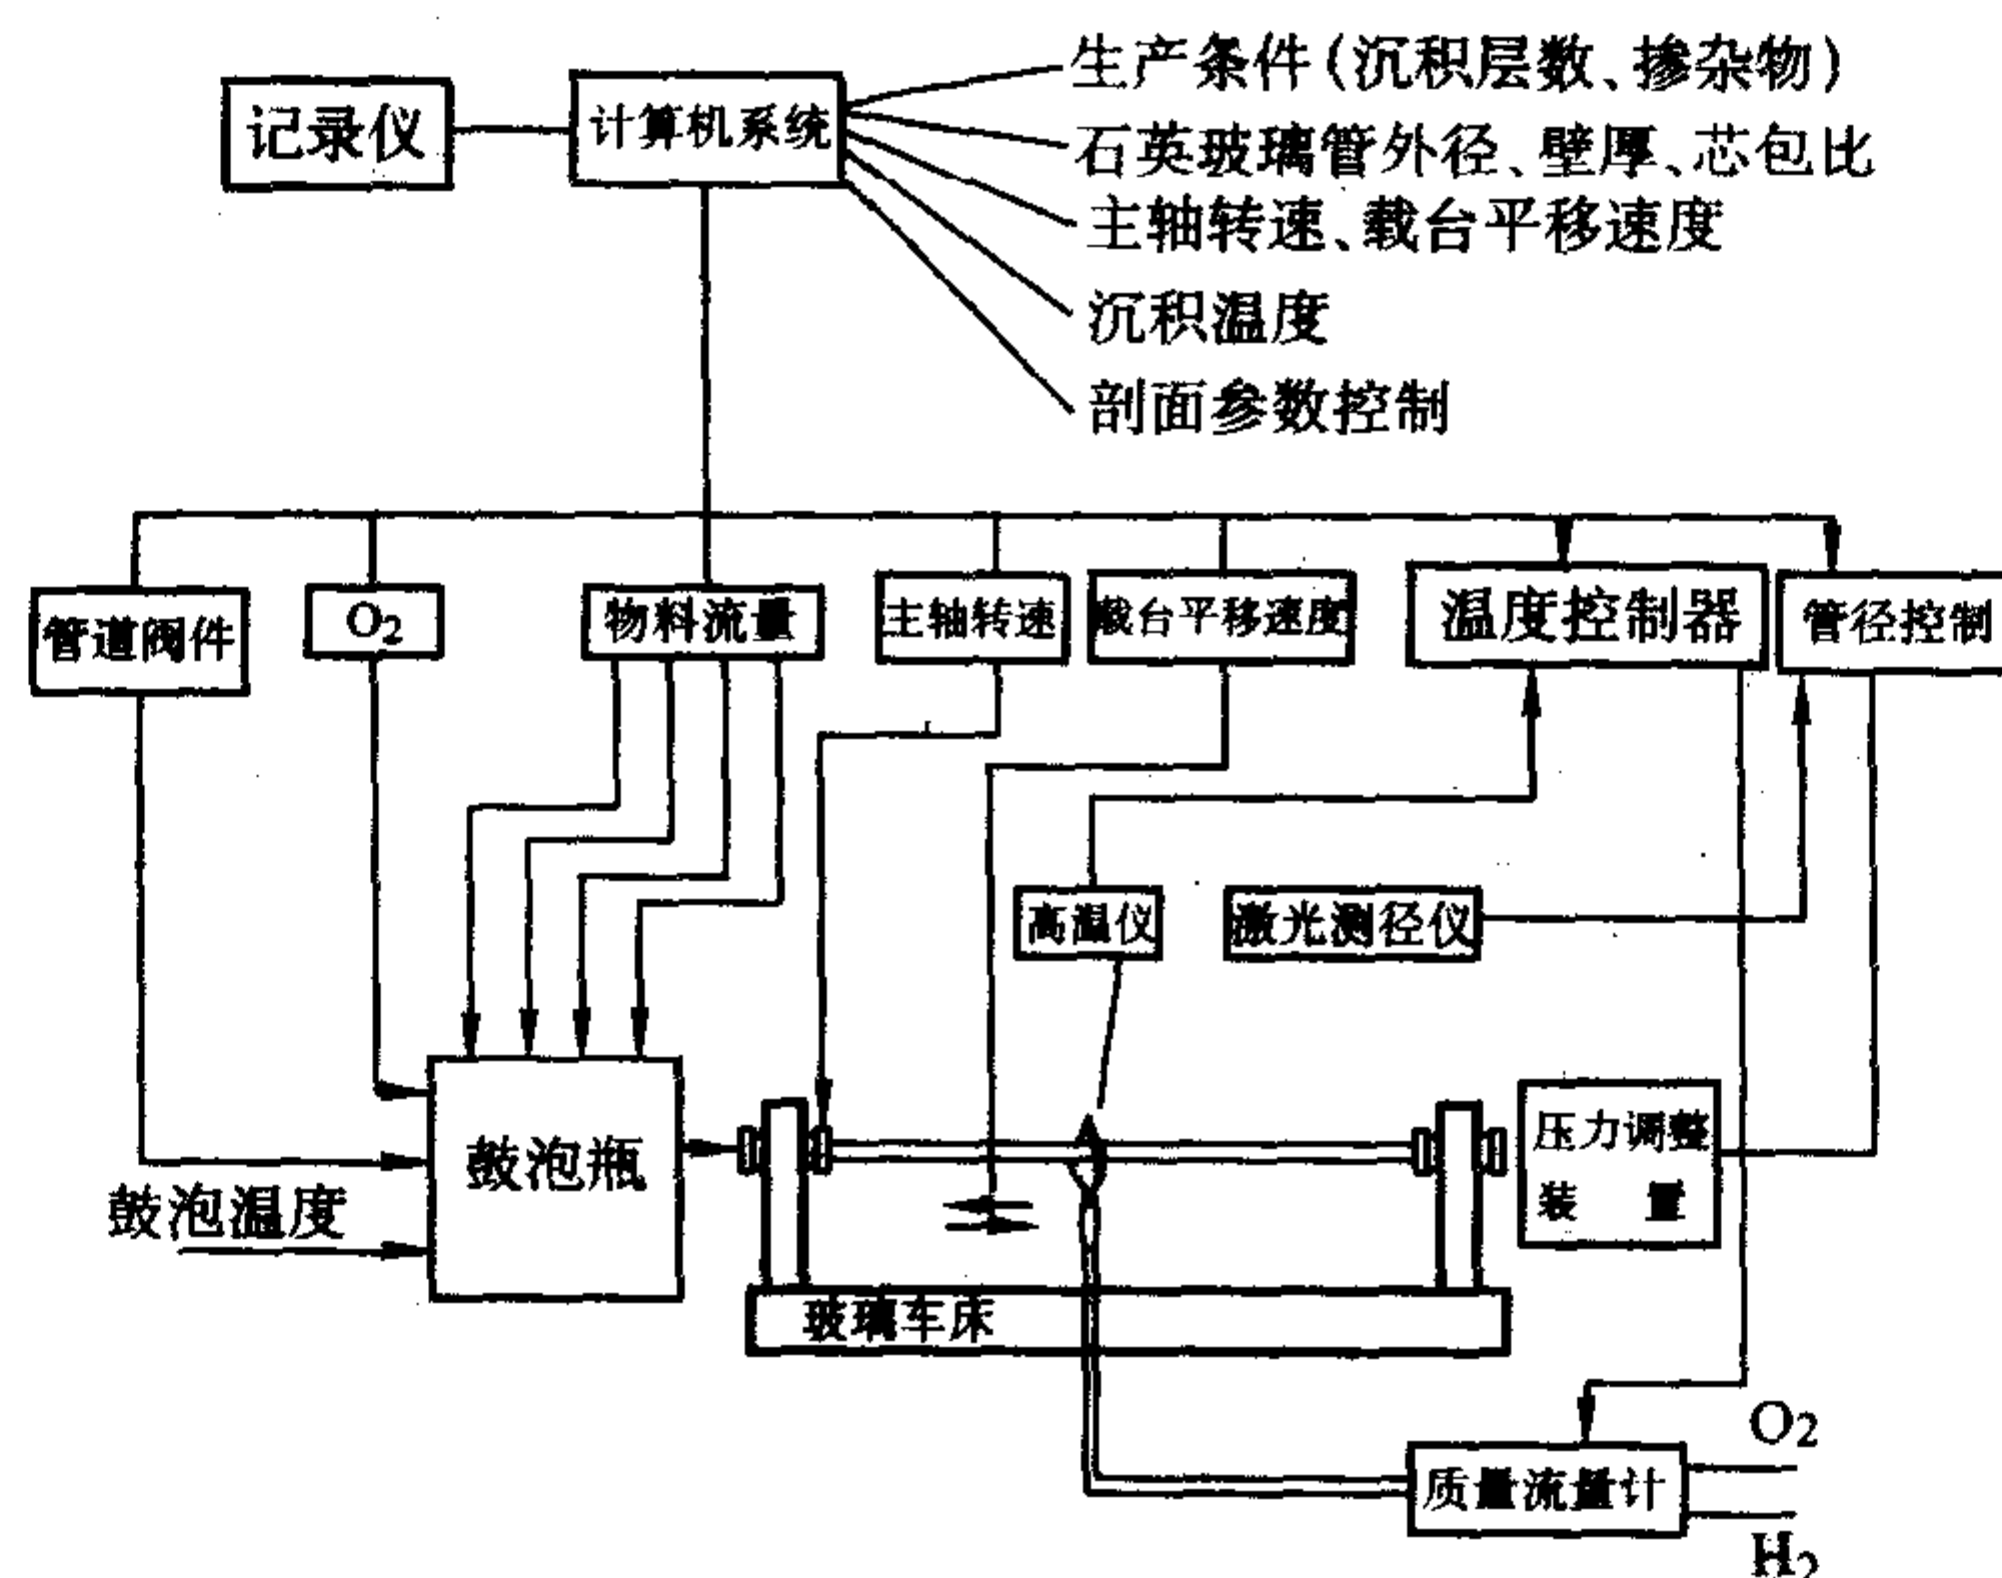 生产条件(沉积层数、掺杂物)
记录仪
计算机系统
石英玻璃管外径、壁厚、芯包比
主轴转速、载台平移速度
沉积温度
剖面参数控制
管道阀件
O2
物料流量
主轴转速
载台平移速度
温度控制器
管径控制
高温仪
激光测径仪
鼓泡瓶
压力调整
装 置
鼓泡温度
玻璃车床
O2
质量流量计
H2